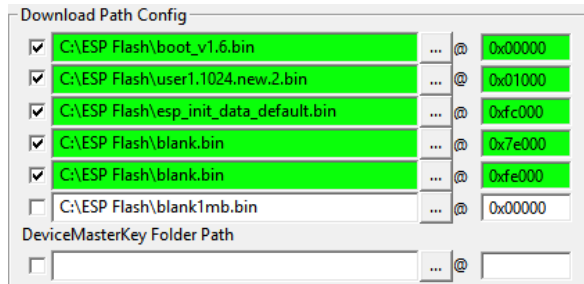 Download Path Config
C:\ESP Flash\boot_v1.6.bin ... @ 0x00000
C:\ESP Flash\user1.1024.new.2.bin ... @ 0x01000
C:\ESP Flash\esp_init_data_default.bin ... @ 0xfc000
C:\ESP Flash\blank.bin ... @ 0x7e000
C:\ESP Flash\blank.bin ... @ 0xfe000
C:\ESP Flash\blank1mb.bin ... @ 0x00000
DeviceMasterKey Folder Path
... @